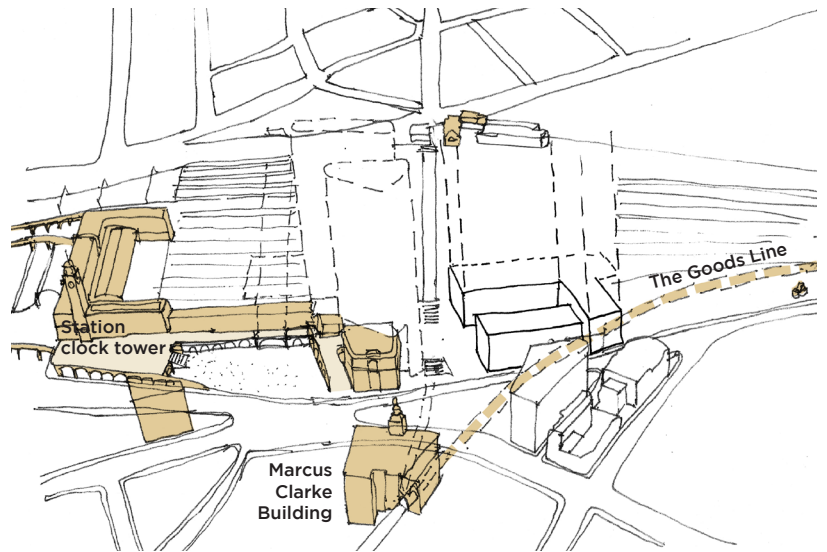 The Goods Line
Station
clock tower
Marcus
Clarke
Building